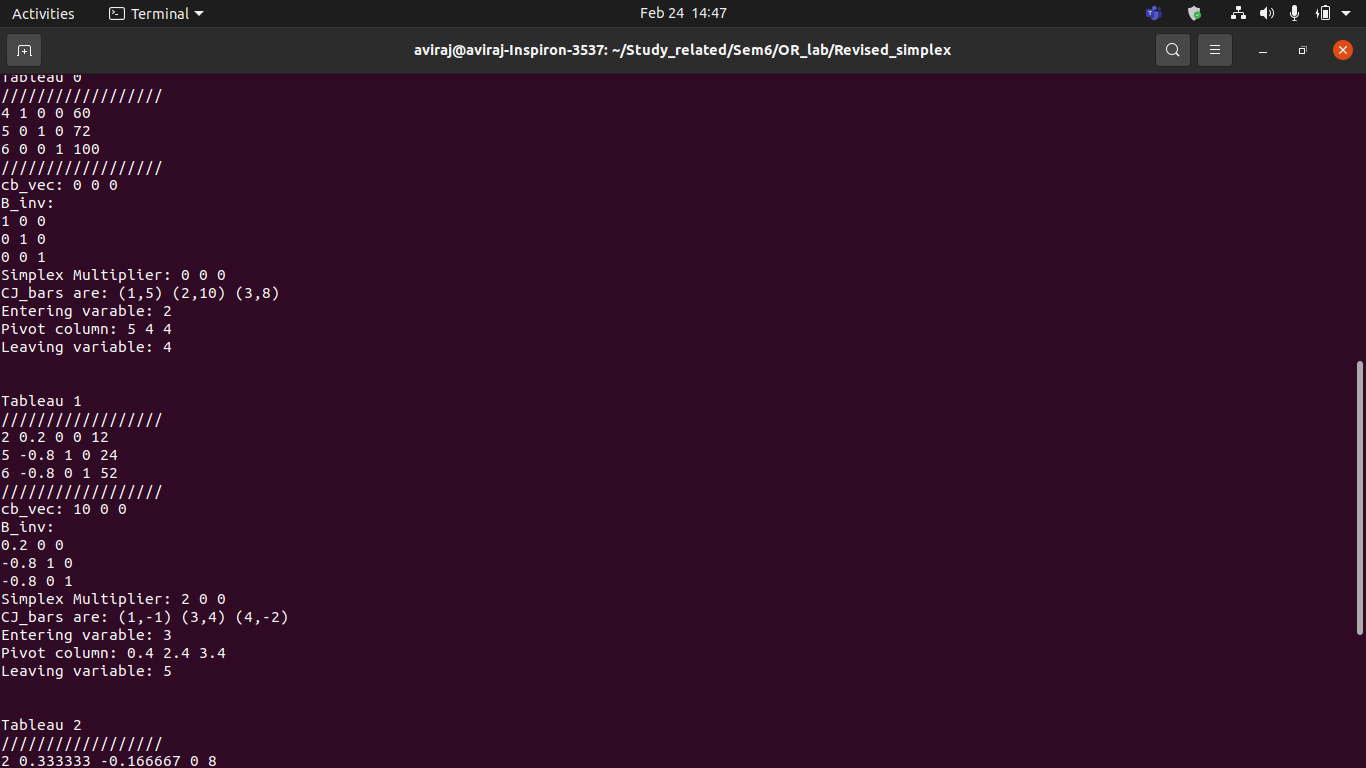 Activities Terminal Feb 24 14:47
aviraj@aviraj-Inspiron-3537: ~/Study_related/Sem6/OR_lab/Revised_simplex
Tableau 0
//////////////////
4 1 0 0 60
5 0 1 0 72
6 0 0 1 100
//////////////////
cb_vec: 0 0 0
B_inv:
1 0 0
0 1 0
0 0 1
Simplex Multiplier: 0 0 0
CJ_bars are: (1,5) (2,10) (3,8)
Entering varable: 2
Pivot column: 5 4 4
Leaving variable: 4
Tableau 1
//////////////////
2 0.2 0 0 12
5 -0.8 1 0 24
6 -0.8 0 1 52
//////////////////
cb_vec: 10 0 0
B_inv:
0.2 0 0
-0.8 1 0
-0.8 0 1
Simplex Multiplier: 2 0 0
CJ_bars are: (1,-1) (3,4) (4,-2)
Entering varable: 3
Pivot column: 0.4 2.4 3.4
Leaving variable: 5
Tableau 2
//////////////////
2 0.333333 -0.166667 0 8